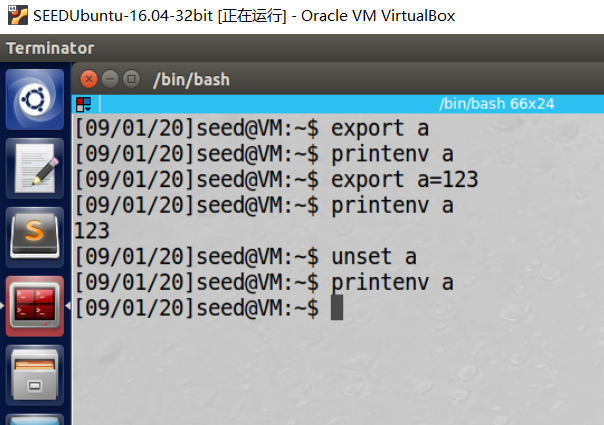 SEEDUbuntu-16.04-32bit [正在运行] - Oracle VM VirtualBox
Terminator
/bin/bash
/bin/bash 66x24
[09/01/20]seed@VM:~$ export a
[09/01/20]seed@VM:~$ printenv a
[09/01/20]seed@VM:~$ export a=123
[09/01/20]seed@VM:~$ printenv a
123
[09/01/20]seed@VM:~$ unset a
[09/01/20]seed@VM:~$ printenv a
[09/01/20]seed@VM:~$